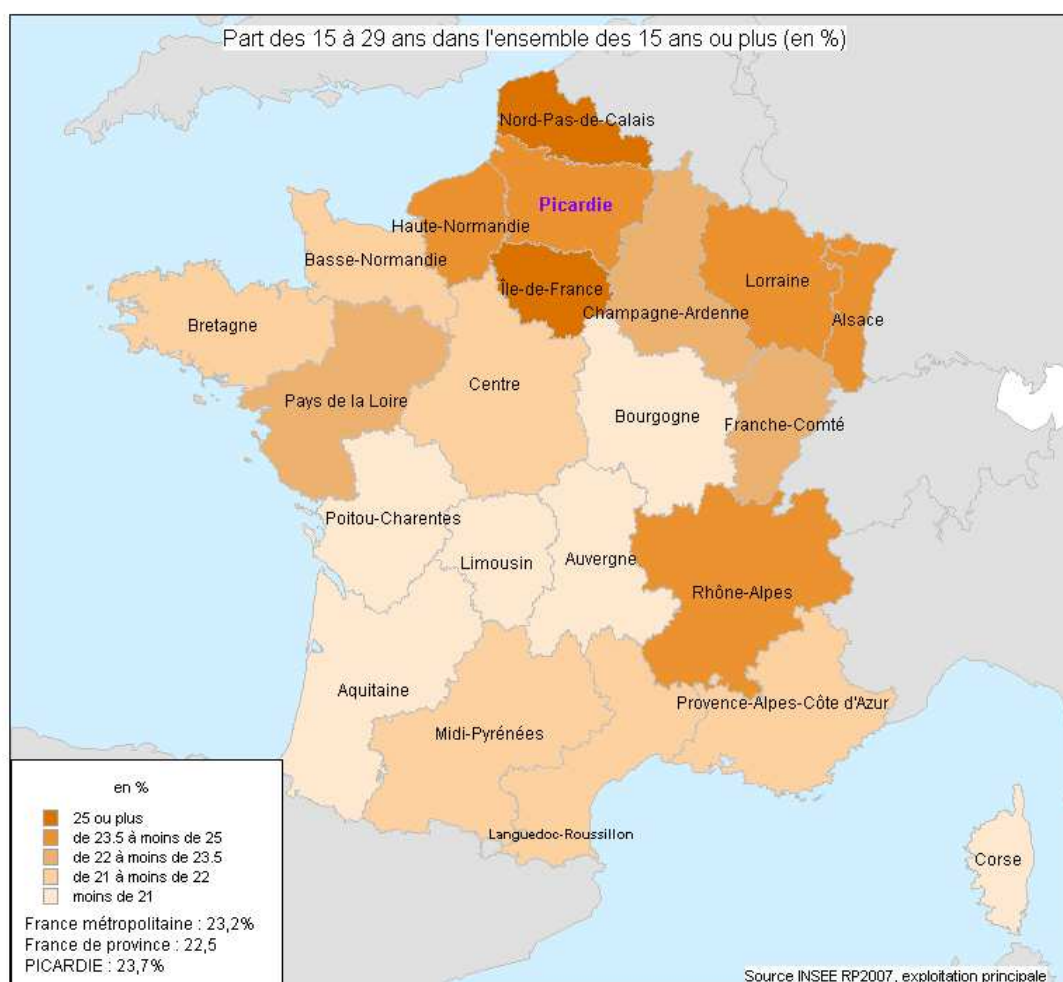 Part des 15 à 29 ans dans l'ensemble des 15 ans ou plus (en %)
Nord-Pas-de-Calais
Picardie
Haute-Normandie
Basse-Normandie
Île-de-France
Champagne-Ardenne
Lorraine
Alsace
Bretagne
Pays de la Loire
Centre
Bourgogne
Franche-Comté
Poitou-Charentes
Limousin
Auvergne
Rhône-Alpes
Aquitaine
Midi-Pyrénées
Provence-Alpes-Côte d'Azur
Languedoc-Roussillon
Corse
en %
25 ou plus
de 23.5 à moins de 25
de 22 à moins de 23.5
de 21 à moins de 22
moins de 21
France métropolitaine : 23,2%
France de province : 22,5
PICARDIE : 23,7%
Source INSEE RP2007, exploitation principale